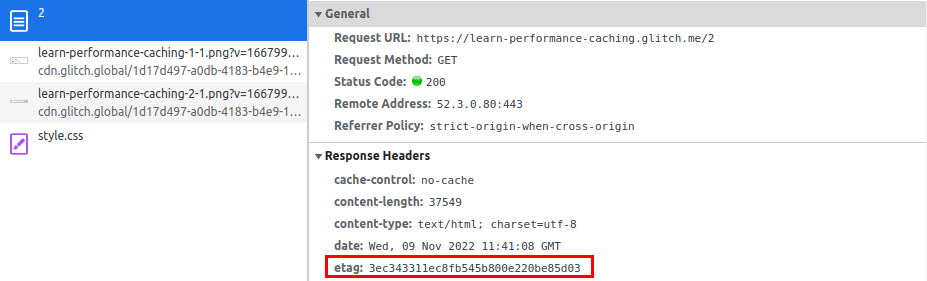 2
learn-performance-caching-1-1.png?v=166799...
cdn.glitch.global/1d17d497-a0db-4183-b4e9-1...
learn-performance-caching-2-1.png?v=166799...
cdn.glitch.global/1d17d497-a0db-4183-b4e9-1...
style.css
General
Request URL: https://learn-performance-caching.glitch.me/2
Request Method: GET
Status Code: 200
Remote Address: 52.3.0.80:443
Referrer Policy: strict-origin-when-cross-origin
Response Headers
cache-control: no-cache
content-length: 37549
content-type: text/html; charset=utf-8
date: Wed, 09 Nov 2022 11:41:08 GMT
etag: 3ec343311ec8fb545b800e220be85d03